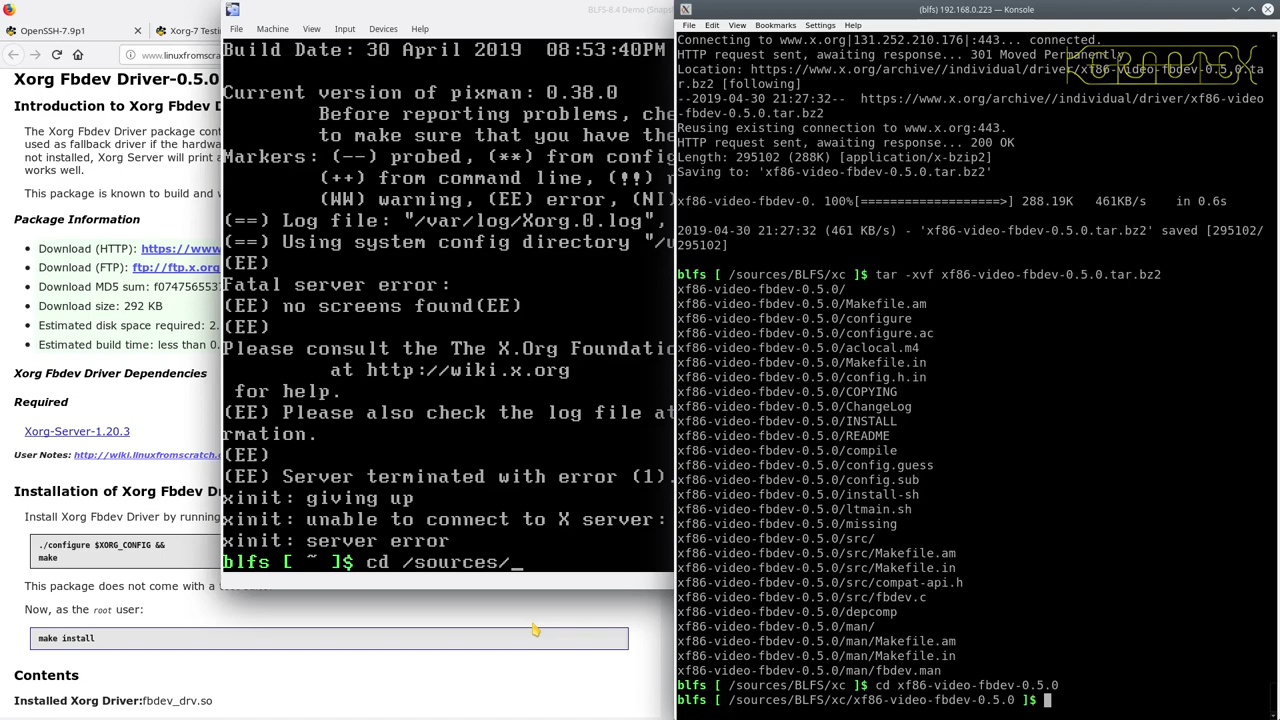 OpenSSH-7.9p1
Xorg-7 Testin
www.linuxfromscra
Xorg Fbdev Driver-0.5.0
Introduction to Xorg Fbdev D
The Xorg Fbdev Driver package cont
used as fallback driver if the hardwa
not installed, Xorg Server will print a
works well.
This package is known to build and w
Package Information
Download (HTTP): https://www
Download (FTP): ftp://ftp.x.org
Download MD5 sum: f0747565537
Download size: 292 KB
Estimated disk space required: 2.
Estimated build time: less than 0.
Xorg Fbdev Driver Dependencies
Required
Xorg-Server-1.20.3
User Notes: http://wiki.linuxfromscratch.
Installation of Xorg Fbdev Dr
Install Xorg Fbdev Driver by running
./configure $XORG_CONFIG &&
make
This package does not come with a
Now, as the root user:
make install
Contents
Installed Xorg Driver:fbdev_drv.so
BLFS-8.4 Demo (Snaps
File Machine View Input Devices Help
Build Date: 30 April 2019  08:53:40PM
Current version of pixman: 0.38.0
Before reporting problems, che
to make sure that you have the
Markers: (--) probed, (**) from config
(++) from command line, (!!) n
(WW) warning, (EE) error, (NI)
(==) Log file: "/var/log/Xorg.0.log",
(==) Using system config directory "/u
(EE)
Fatal server error:
(EE) no screens found(EE)
(EE)
Please consult the The X.Org Foundatio
at http://wiki.x.org
for help.
(EE) Please also check the log file at
rmation.
(EE)
(EE) Server terminated with error (1).
xinit: giving up
xinit: unable to connect to X server:
xinit: server error
blfs [ ~ ]$ cd /sources/_
(blfs) 192.168.0.223 — Konsole
File Edit View Bookmarks Settings Help
Connecting to www.x.org|131.252.210.176|:443... connected.
HTTP request sent, awaiting response... 301 Moved Permanently
Location: https://www.x.org/archive//individual/driver/xf86-video-fbdev-0.5.0.ta
r.bz2 [following]
--2019-04-30 21:27:32--  https://www.x.org/archive//individual/driver/xf86-video
-fbdev-0.5.0.tar.bz2
Reusing existing connection to www.x.org:443.
HTTP request sent, awaiting response... 200 OK
Length: 295102 (288K) [application/x-bzip2]
Saving to: 'xf86-video-fbdev-0.5.0.tar.bz2'
xf86-video-fbdev-0. 100%[===================>] 288.19K   461KB/s    in 0.6s
2019-04-30 21:27:32 (461 KB/s) - 'xf86-video-fbdev-0.5.0.tar.bz2' saved [295102/
295102]
blfs [ /sources/BLFS/xc ]$ tar -xvf xf86-video-fbdev-0.5.0.tar.bz2
xf86-video-fbdev-0.5.0/
xf86-video-fbdev-0.5.0/Makefile.am
xf86-video-fbdev-0.5.0/configure
xf86-video-fbdev-0.5.0/configure.ac
xf86-video-fbdev-0.5.0/aclocal.m4
xf86-video-fbdev-0.5.0/Makefile.in
xf86-video-fbdev-0.5.0/config.h.in
xf86-video-fbdev-0.5.0/COPYING
xf86-video-fbdev-0.5.0/ChangeLog
xf86-video-fbdev-0.5.0/INSTALL
xf86-video-fbdev-0.5.0/README
xf86-video-fbdev-0.5.0/compile
xf86-video-fbdev-0.5.0/config.guess
xf86-video-fbdev-0.5.0/config.sub
xf86-video-fbdev-0.5.0/install-sh
xf86-video-fbdev-0.5.0/ltmain.sh
xf86-video-fbdev-0.5.0/missing
xf86-video-fbdev-0.5.0/src/
xf86-video-fbdev-0.5.0/src/Makefile.am
xf86-video-fbdev-0.5.0/src/Makefile.in
xf86-video-fbdev-0.5.0/src/compat-api.h
xf86-video-fbdev-0.5.0/src/fbdev.c
xf86-video-fbdev-0.5.0/depcomp
xf86-video-fbdev-0.5.0/man/
xf86-video-fbdev-0.5.0/man/Makefile.am
xf86-video-fbdev-0.5.0/man/Makefile.in
xf86-video-fbdev-0.5.0/man/fbdev.man
blfs [ /sources/BLFS/xc ]$ cd xf86-video-fbdev-0.5.0
blfs [ /sources/BLFS/xc/xf86-video-fbdev-0.5.0 ]$